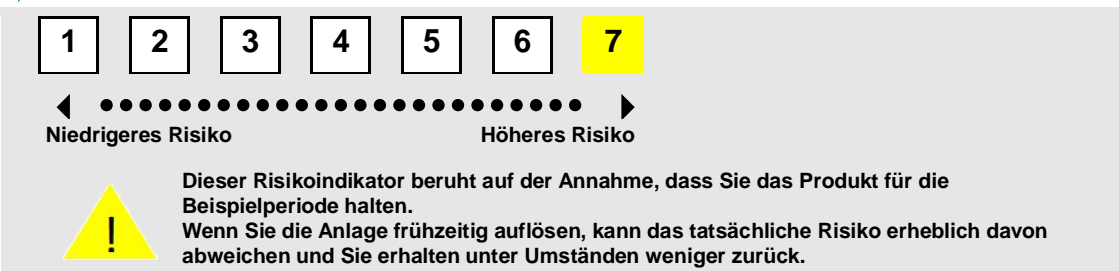 1 2 3 4 5 6 7
Niedrigeres Risiko Höheres Risiko
Dieser Risikoindikator beruht auf der Annahme, dass Sie das Produkt für die
Beispielperiode halten.
! Wenn Sie die Anlage frühzeitig auflösen, kann das tatsächliche Risiko erheblich davon
abweichen und Sie erhalten unter Umständen weniger zurück.